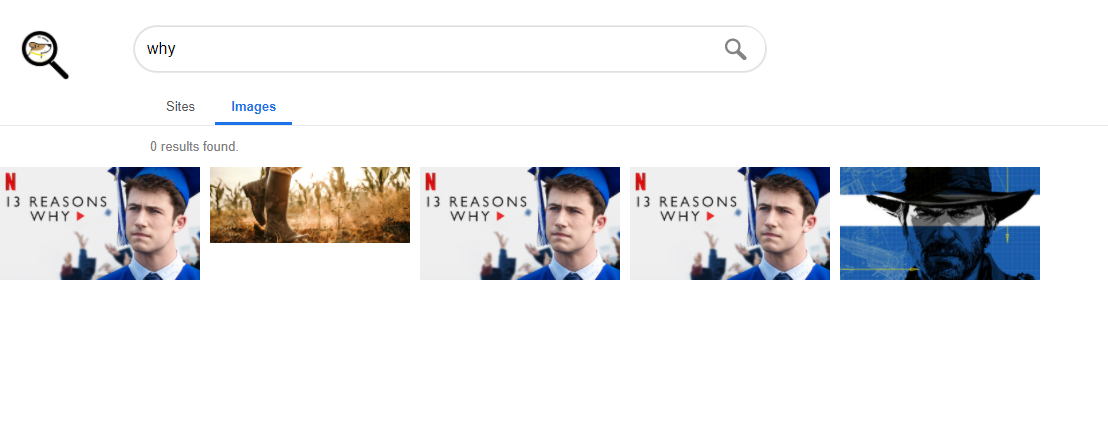 why
Sites
Images
0 results found.
N
13 REASONS
WHY
N
13 REASONS
WHY
N
13 REASONS
WHY